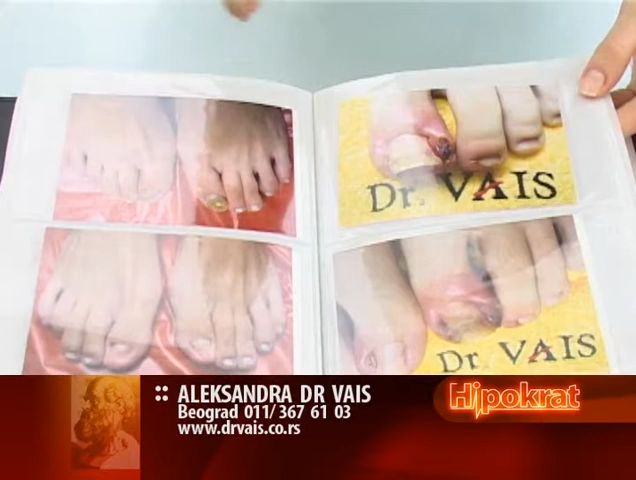 Dr. VAIS
Dr. VAIS
:: ALEKSANDRA DR VAIS
Beograd 011/ 367 61 03
www.drvais.co.rs
Hipokrat